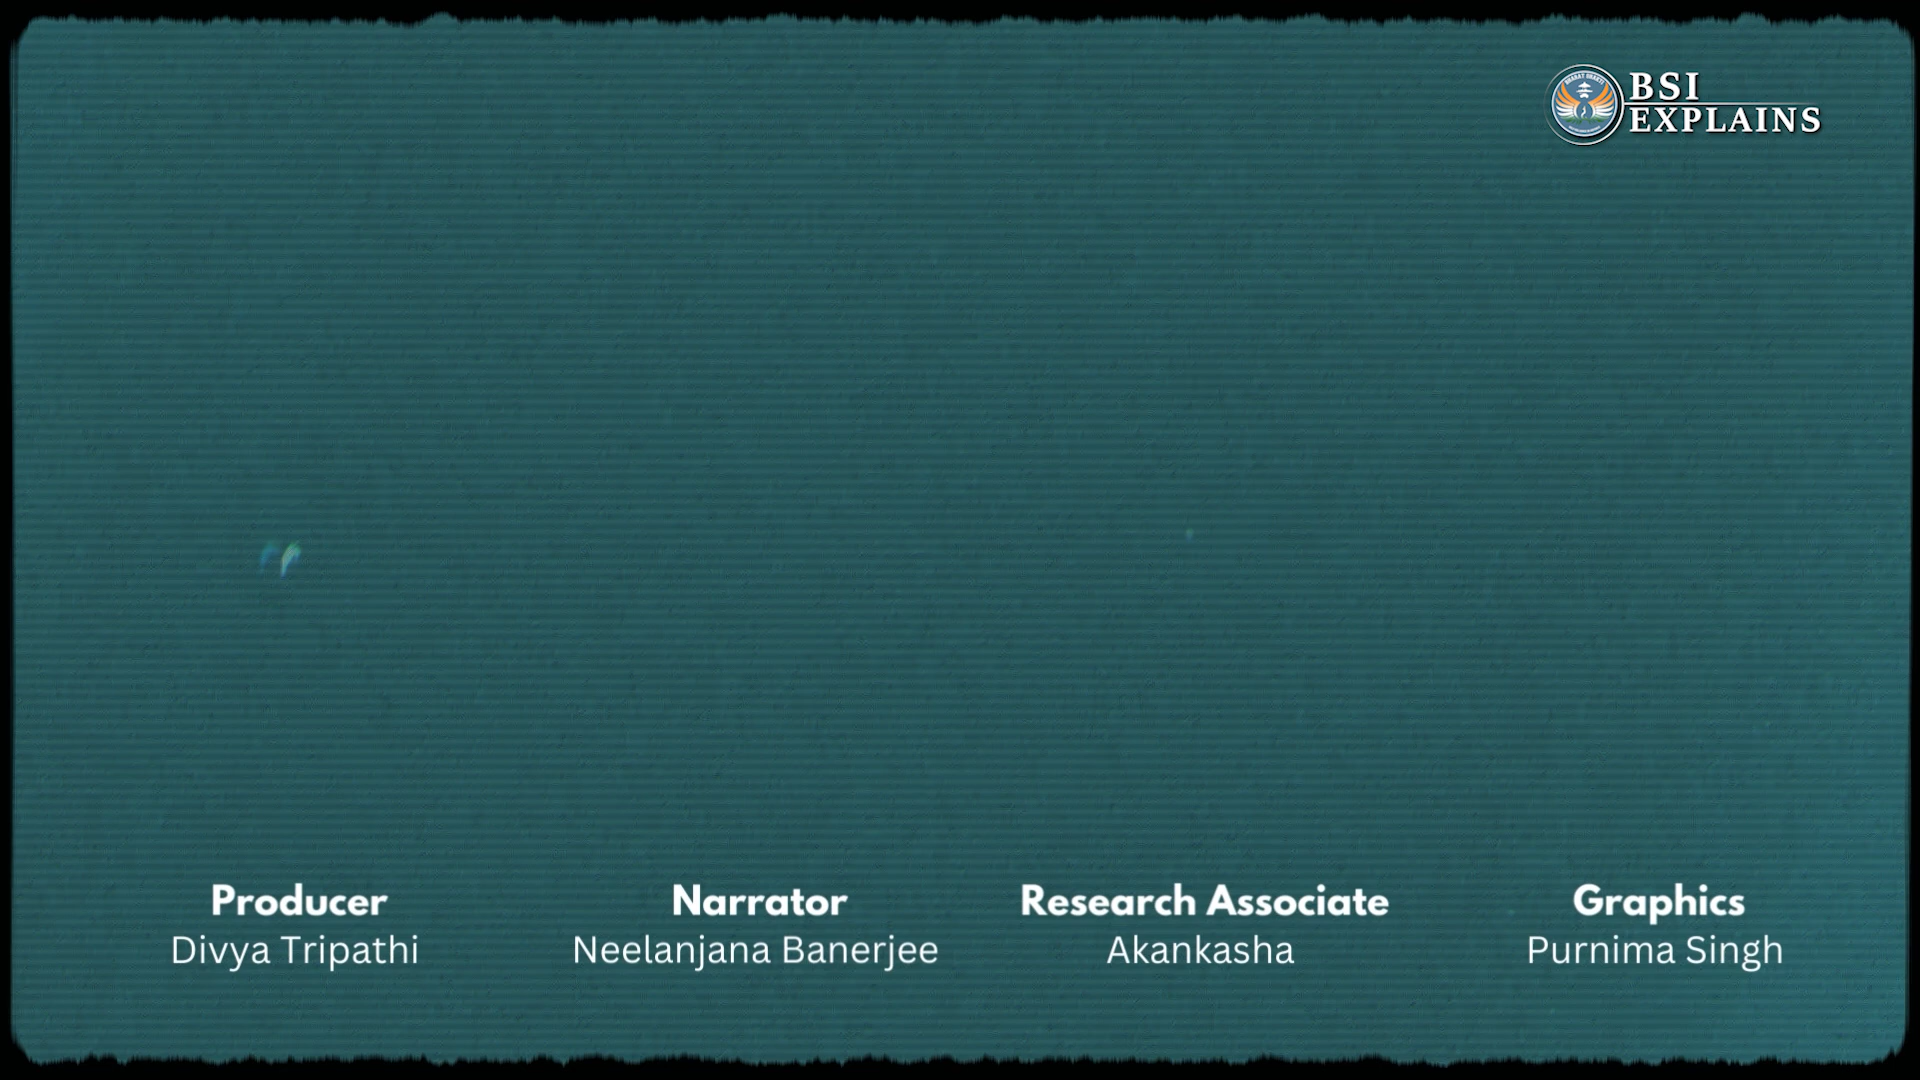 BSI
EXPLAINS
Producer
Divya Tripathi
Narrator
Neelanjana Banerjee
Research Associate
Akankasha
Graphics
Purnima Singh